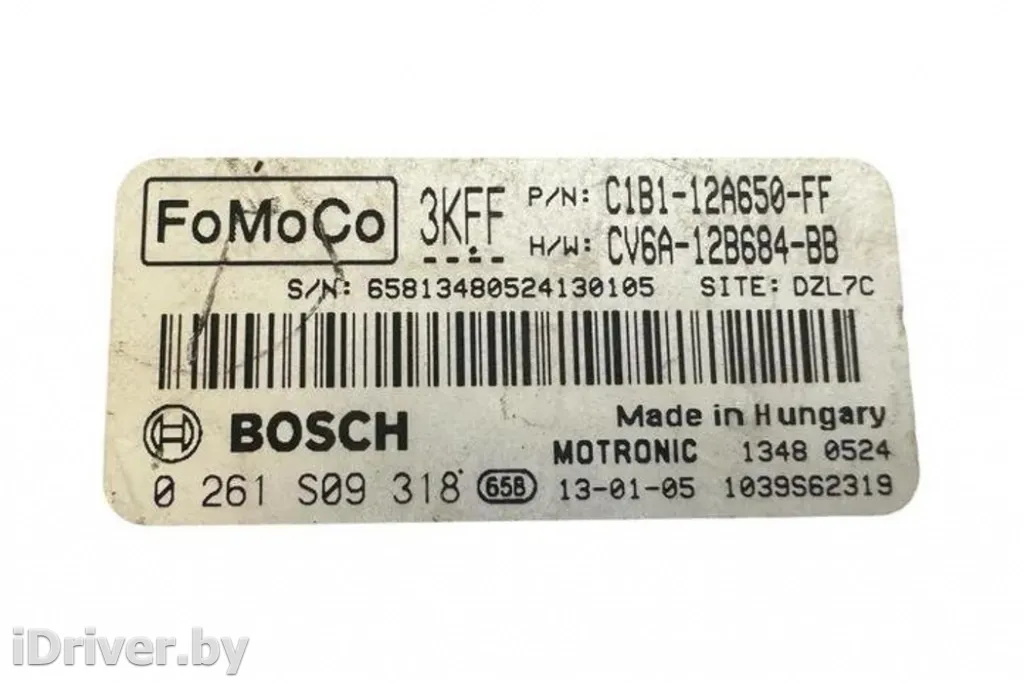 FoMoCo 3KFF P/N: C1B1-12A650-FF
H/W: CV6A-12B684-BB
S/N: 65813480524130105 SITE: DZL7C
BOSCH Made in Hungary
MOTRONIC 1348 0524
0 261 S09 318 65B 13-01-05 1039S62319
iDriver.by